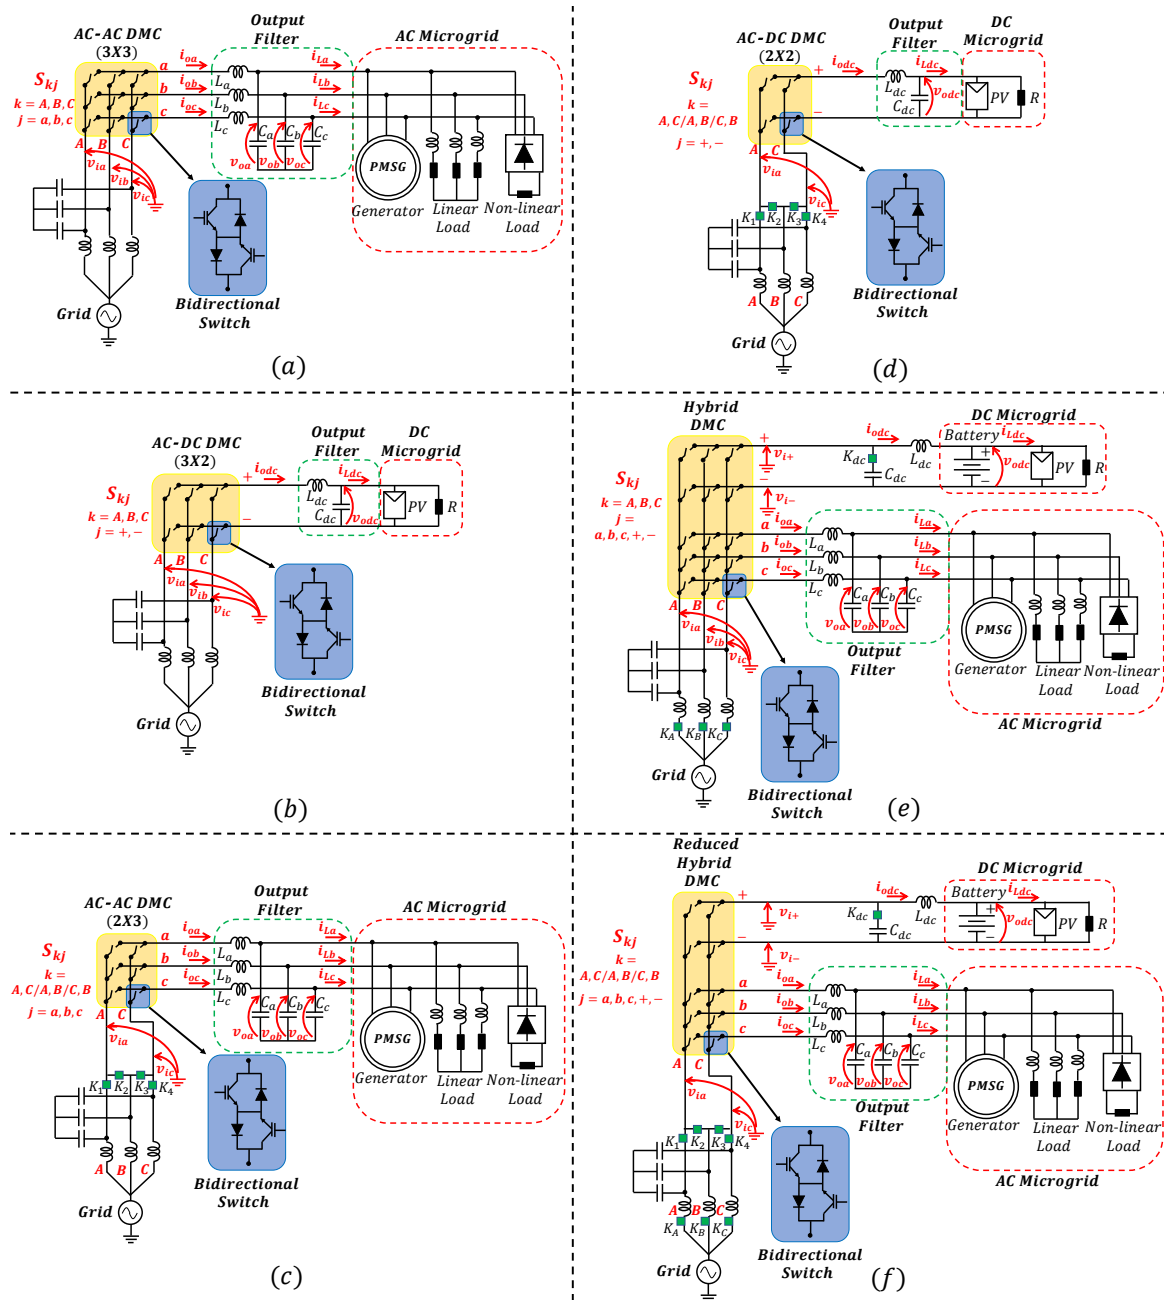 AC-AC DMC
(3X3)
Output
Filter
AC Microgrid
S_kj
k = A, B, C
j = a, b, c
a
b
c
i_oa
i_ob
i_oc
L_a
L_b
L_c
i_La
i_Lb
i_Lc
C_a
C_b
C_c
v_oa
v_ob
v_oc
A
B
C
v_ia
v_ib
v_ic
PMSG
Generator
Linear
Load
Non-linear
Load
Bidirectional
Switch
Grid
(a)
AC-DC DMC
(2X2)
Output
Filter
DC
Microgrid
S_kj
k =
A, C/A, B/C, B
j = +, -
+
−
i_odc
L_dc
C_dc
i_Ldc
v_odc
PV
R
A
C
v_ia
v_ic
K_1
K_2
K_3
K_4
A
B
C
Bidirectional
Switch
Grid
(d)
AC-DC DMC
(3X2)
Output
Filter
DC
Microgrid
S_kj
k = A, B, C
j = +, -
+
−
i_odc
L_dc
C_dc
i_Ldc
v_odc
PV
R
A
B
C
v_ia
v_ib
v_ic
Bidirectional
Switch
Grid
(b)
Hybrid
DMC
DC Microgrid
S_kj
k = A, B, C
j =
a, b, c, +, -
+
−
v_i+
v_i−
i_odc
K_dc
C_dc
L_dc
Battery
+
−
i_Ldc
v_odc
PV
R
a
b
c
i_oa
i_ob
i_oc
L_a
L_b
L_c
i_La
i_Lb
i_Lc
C_a
C_b
C_c
v_oa
v_ob
v_oc
A
B
C
v_ia
v_ib
v_ic
Output
Filter
PMSG
Generator
Linear
Load
Non-linear
Load
AC Microgrid
K_A
K_B
K_C
Bidirectional
Switch
Grid
(e)
AC-AC DMC
(2X3)
Output
Filter
AC Microgrid
S_kj
k =
A, C/A, B/C, B
j = a, b, c
a
b
c
i_oa
i_ob
i_oc
L_a
L_b
L_c
i_La
i_Lb
i_Lc
C_a
C_b
C_c
v_oa
v_ob
v_oc
A
C
v_ia
v_ic
K_1
K_2
K_3
K_4
A
B
C
PMSG
Generator
Linear
Load
Non-linear
Load
Bidirectional
Switch
Grid
(c)
Reduced
Hybrid
DMC
DC Microgrid
S_kj
k =
A, C/A, B/C, B
j = a, b, c, +, -
+
−
v_i+
v_i−
i_odc
K_dc
C_dc
L_dc
Battery
+
−
i_Ldc
v_odc
PV
R
a
b
c
i_oa
i_ob
i_oc
L_a
L_b
L_c
i_La
i_Lb
i_Lc
C_a
C_b
C_c
v_oa
v_ob
v_oc
A
C
v_ia
v_ic
K_1
K_2
K_3
K_4
Output
Filter
PMSG
Generator
Linear
Load
Non-linear
Load
AC Microgrid
A
B
C
K_A
K_B
K_C
Bidirectional
Switch
Grid
(f)